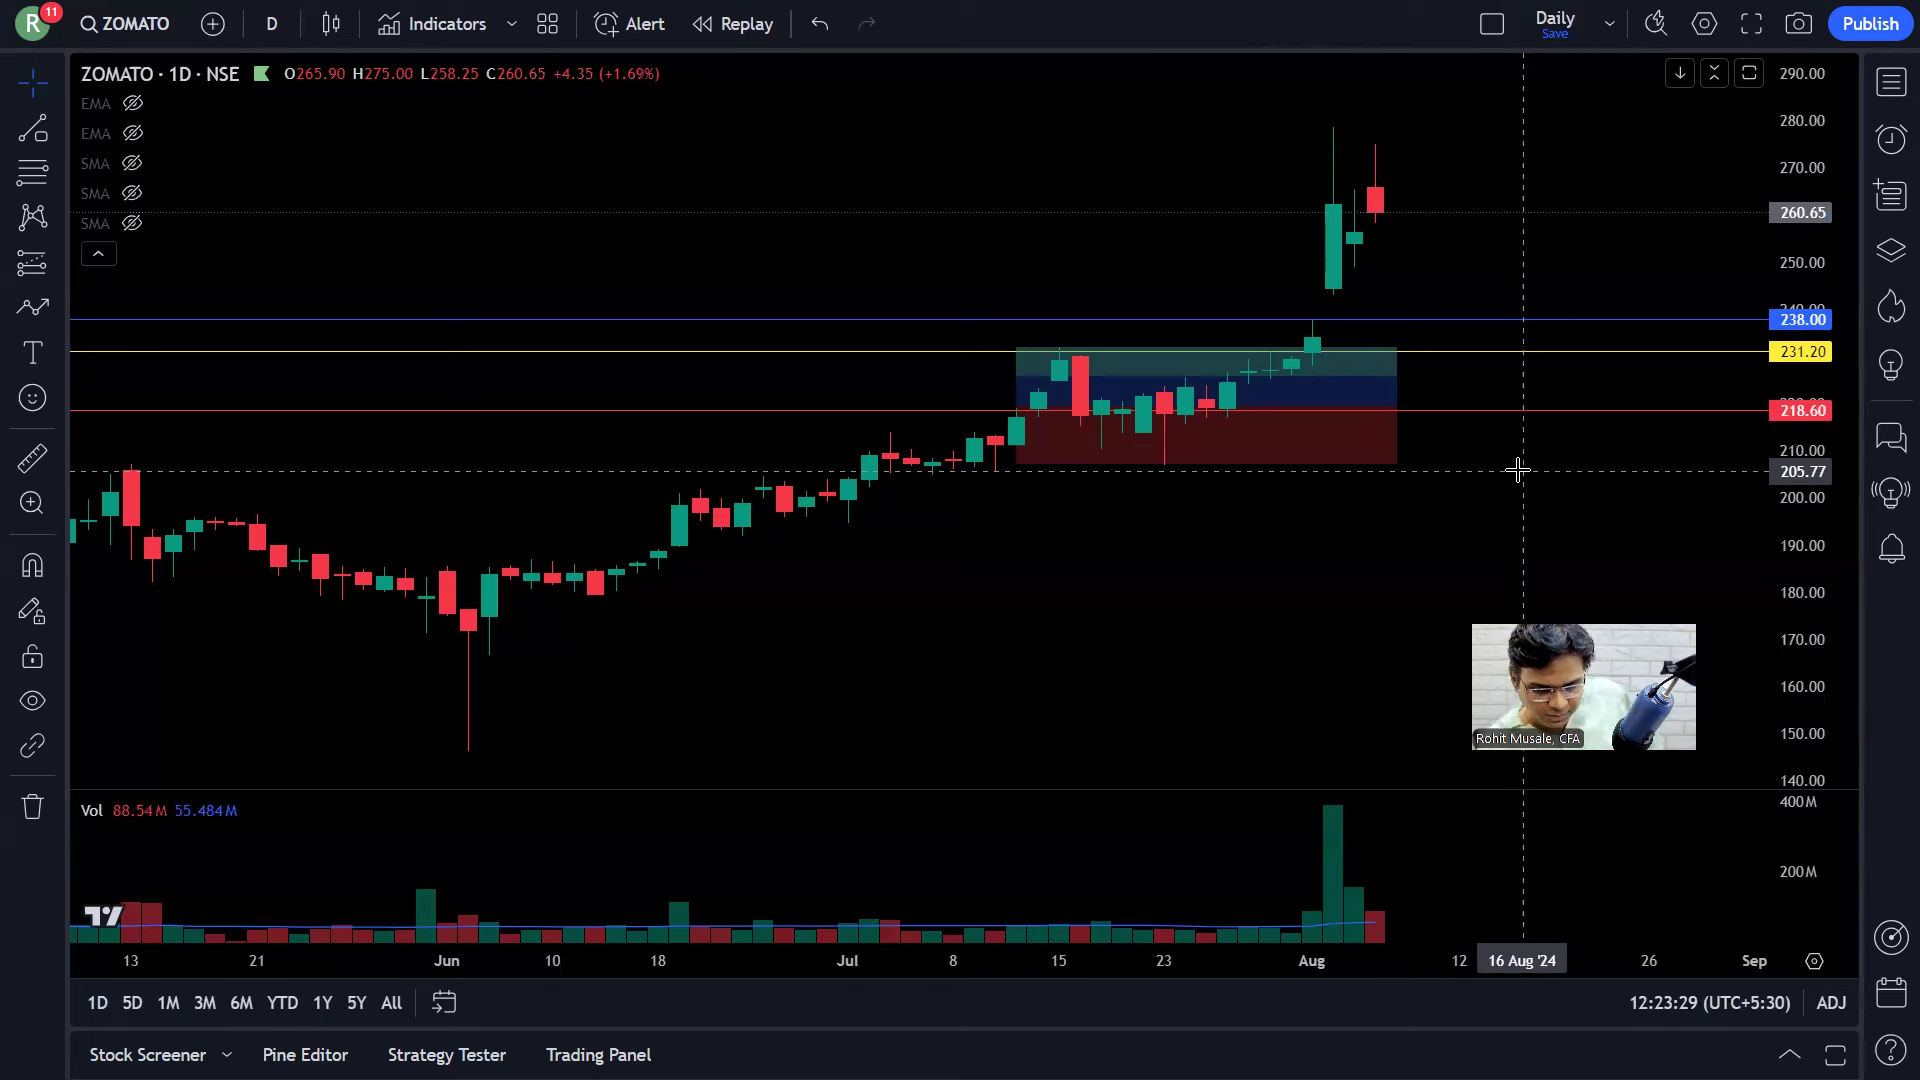 R
11
ZOMATO
D
Indicators
Alert
Replay
Daily
Save
Publish
ZOMATO · 1D · NSE
O265.90 H275.00 L258.25 C260.65 +4.35 (+1.69%)
EMA
EMA
SMA
SMA
SMA
290.00
280.00
270.00
260.65
250.00
240.00
238.00
231.20
218.60
210.00
205.77
200.00
190.00
180.00
170.00
160.00
150.00
140.00
Rohit Musale, CFA
Vol 88.54M 55.484M
400M
200M
13 21 Jun 10 18 Jul 8 15 23 Aug 12 16 Aug '24 26 Sep
1D 5D 1M 3M 6M YTD 1Y 5Y All
12:23:29 (UTC+5:30) ADJ
Stock Screener Pine Editor Strategy Tester Trading Panel